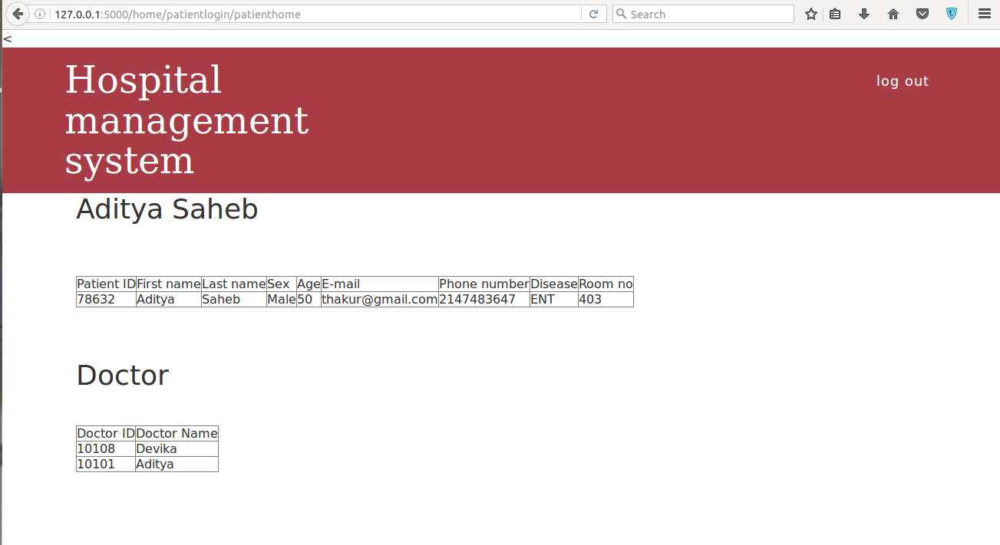 127.0.0.1:5000/home/patientlogin/patienthome Search
<
Hospital
management
system
log out
Aditya Saheb
Patient ID First name Last name Sex Age E-mail Phone number Disease Room no
78632 Aditya Saheb Male 50 thakur@gmail.com 2147483647 ENT 403
Doctor
Doctor ID Doctor Name
10108 Devika
10101 Aditya